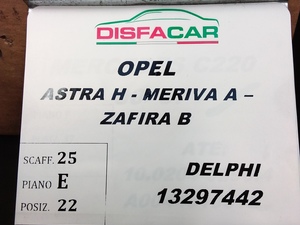 DISFACAR
OPEL
ASTRA H - MERIVA A –
ZAFIRA B
SCAFF. 25
PIANO E
POSIZ. 22
DELPHI
13297442